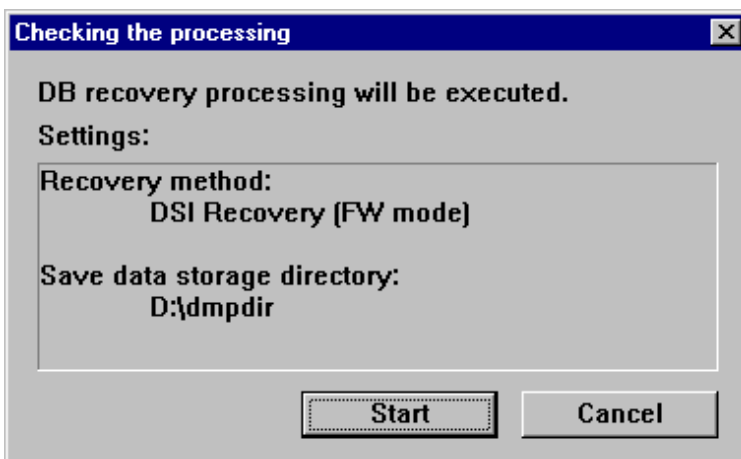 Checking the processing
DB recovery processing will be executed.
Settings:
Recovery method:
DSI Recovery (FW mode)
Save data storage directory:
D:\dmpdir
Start
Cancel